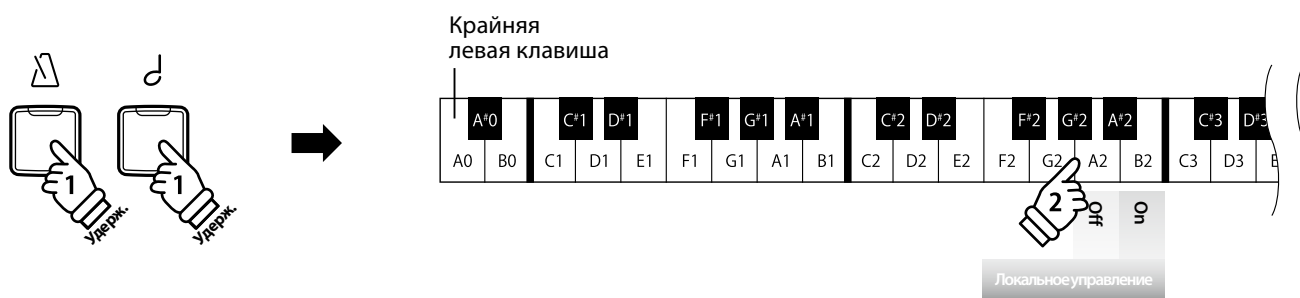 Крайняя
левая клавиша
A#0 C#1 D#1 F#1 G#1 A#1 C#2 D#2 F#2 G#2 A#2 C#3 D#3
A0 B0 C1 D1 E1 F1 G1 A1 B1 C2 D2 E2 F2 G2 A2 B2 C3 D3
1 Удерж.
1 Удерж.
2
Off On
Локальное управление